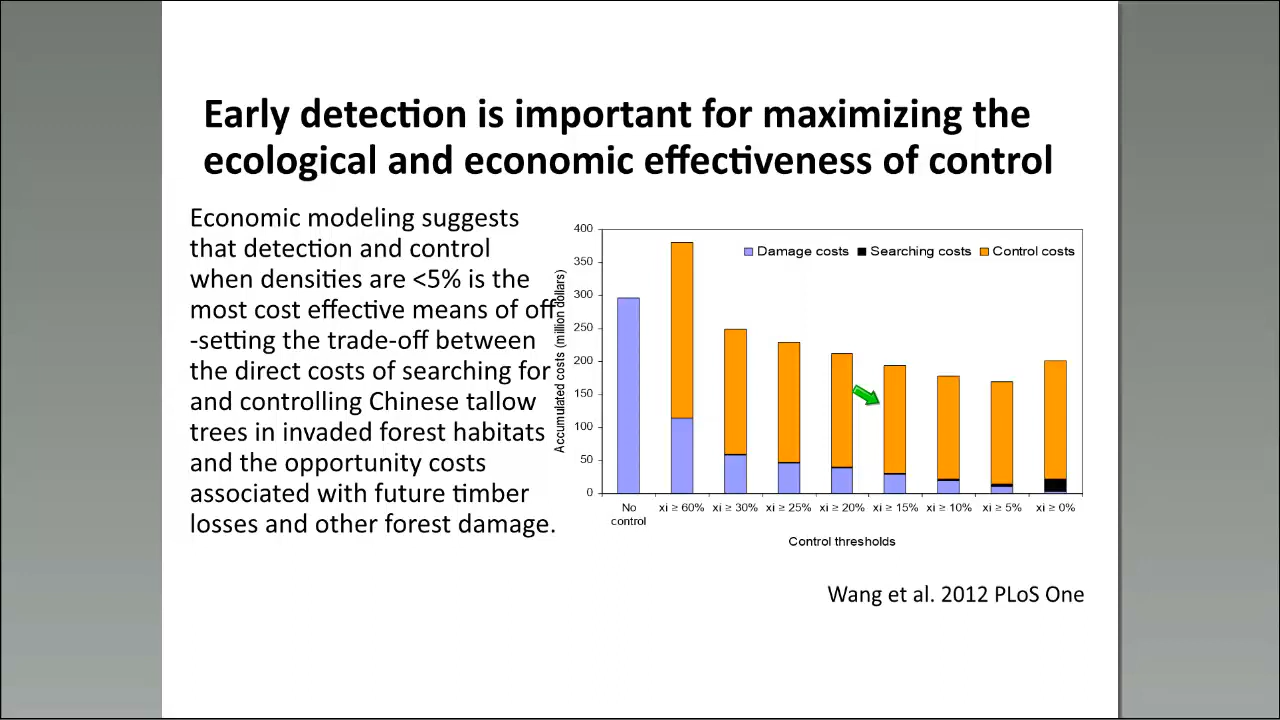 Early detection is important for maximizing the
ecological and economic effectiveness of control
Economic modeling suggests
that detection and control
when densities are <5% is the
most cost effective means of off
-setting the trade-off between
the direct costs of searching for
and controlling Chinese tallow
trees in invaded forest habitats
and the opportunity costs
associated with future timber
losses and other forest damage.
Accumulated costs (million dollars)
400
350
300
250
200
150
100
50
0
Damage costs Searching costs Control costs
No
control
xi ≥ 60% xi ≥ 30% xi ≥ 25% xi ≥ 20% xi ≥ 15% xi ≥ 10% xi ≥ 5% xi ≥ 0%
Control thresholds
Wang et al. 2012 PLoS One